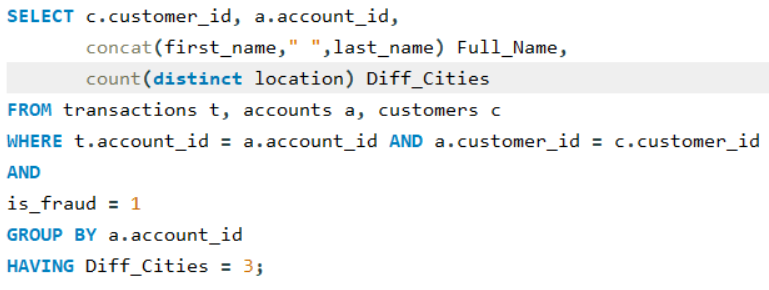 SELECT c.customer_id, a.account_id,
concat(first_name," ",last_name) Full_Name,
count(distinct location) Diff_Cities
FROM transactions t, accounts a, customers c
WHERE t.account_id = a.account_id AND a.customer_id = c.customer_id
AND
is_fraud = 1
GROUP BY a.account_id
HAVING Diff_Cities = 3;